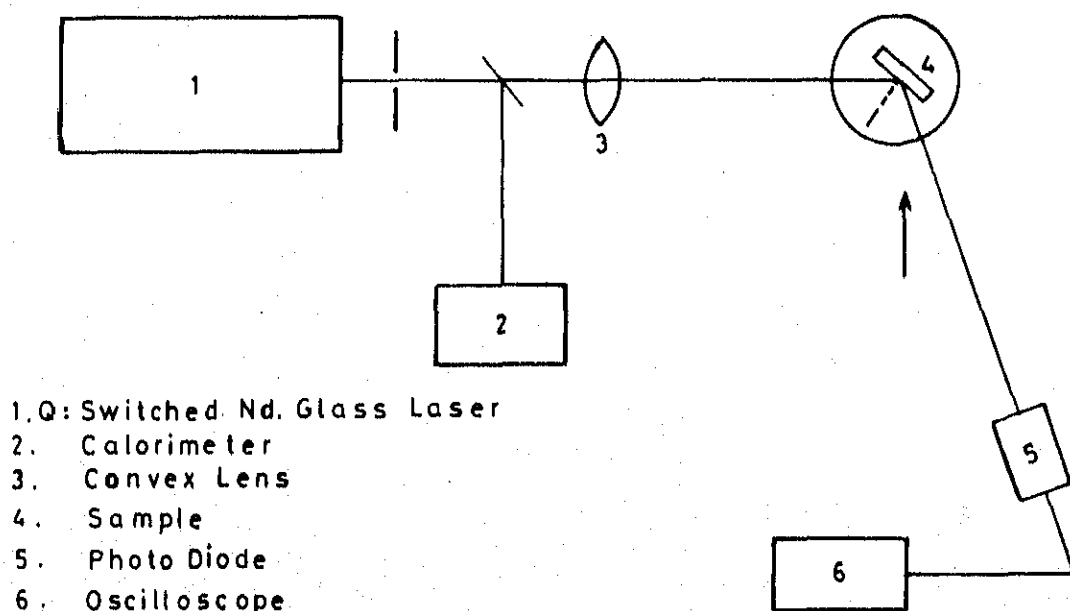 1
4
3
2
5
6
1.Q: Switched Nd. Glass Laser
2. Calorimeter
3. Convex Lens
4. Sample
5. Photo Diode
6. Oscilloscope